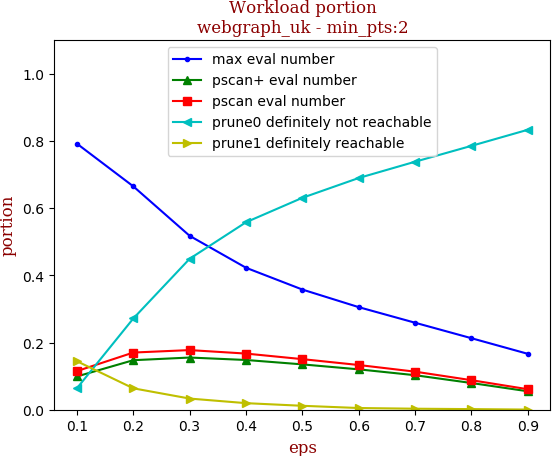 Workload portion
webgraph_uk - min_pts:2
max eval number
pscan+ eval number
pscan eval number
prune0 definitely not reachable
prune1 definitely reachable
portion
1.0
0.8
0.6
0.4
0.2
0.0
0.1 0.2 0.3 0.4 0.5 0.6 0.7 0.8 0.9
eps